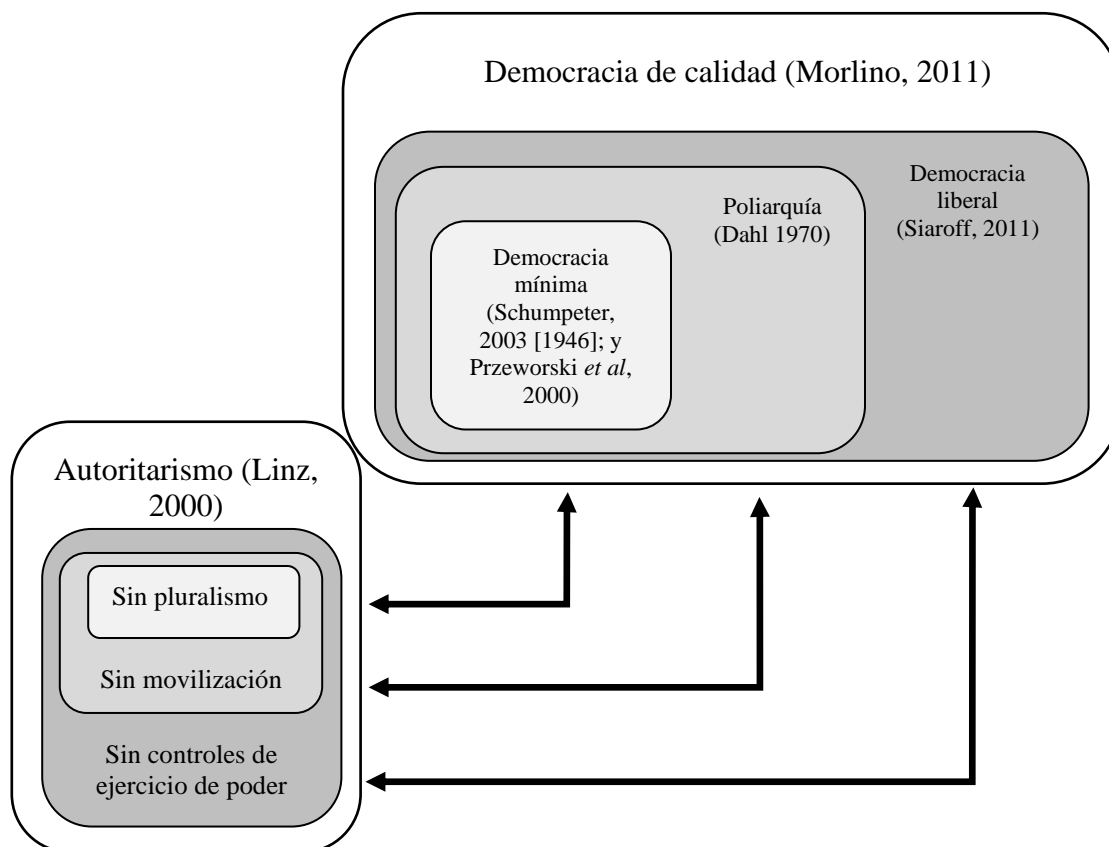 Democracia de calidad (Morlino, 2011)
Democracia
liberal
(Siaroff, 2011)
Poliarquía
(Dahl 1970)
Democracia
mínima
(Schumpeter,
2003 [1946]; y
Przeworski et al,
2000)
Autoritarismo (Linz,
2000)
Sin pluralismo
Sin movilización
Sin controles de
ejercicio de poder